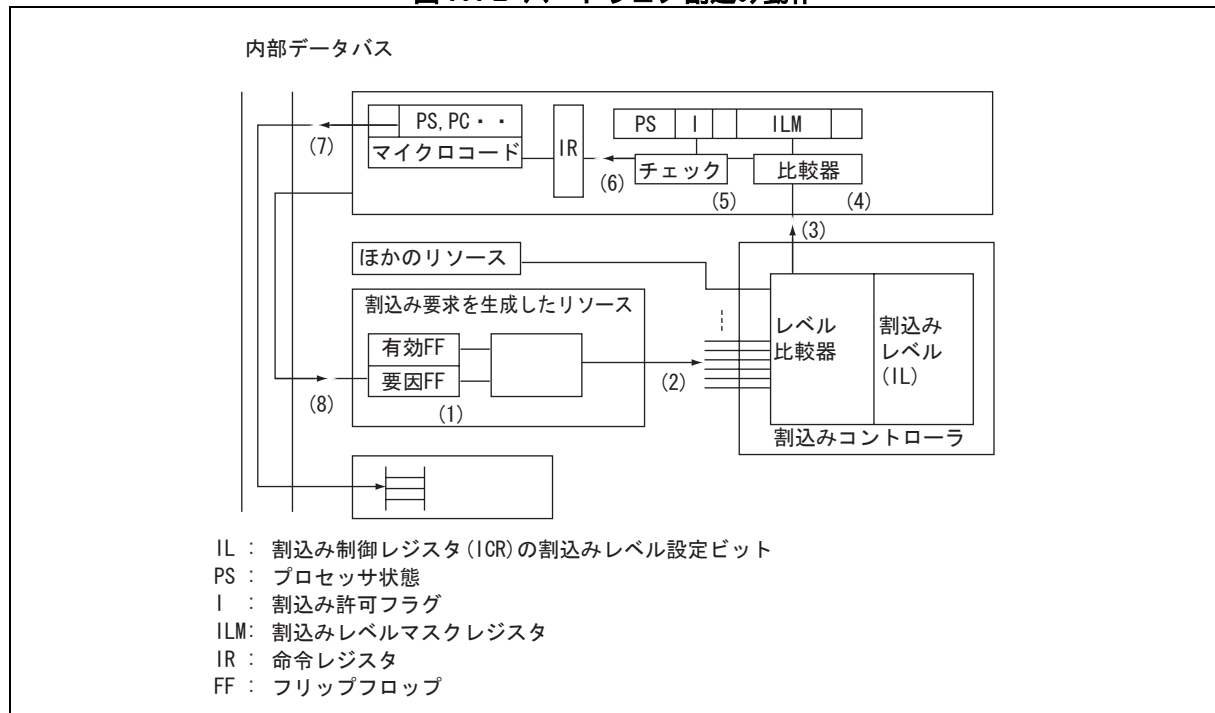 内部データバス
PS, PC・・
マイクロコード
IR
PS I ILM
チェック
比較器
(7)
(6)
(5)
(4)
(3)
ほかのリソース
割込み要求を生成したリソース
有効FF
要因FF
(1)
(2)
(8)
レベル
比較器
割込み
レベル
(IL)
割込みコントローラ
IL : 割込み制御レジスタ(ICR)の割込みレベル設定ビット
PS : プロセッサ状態
I : 割込み許可フラグ
ILM: 割込みレベルマスクレジスタ
IR : 命令レジスタ
FF : フリップフロップ